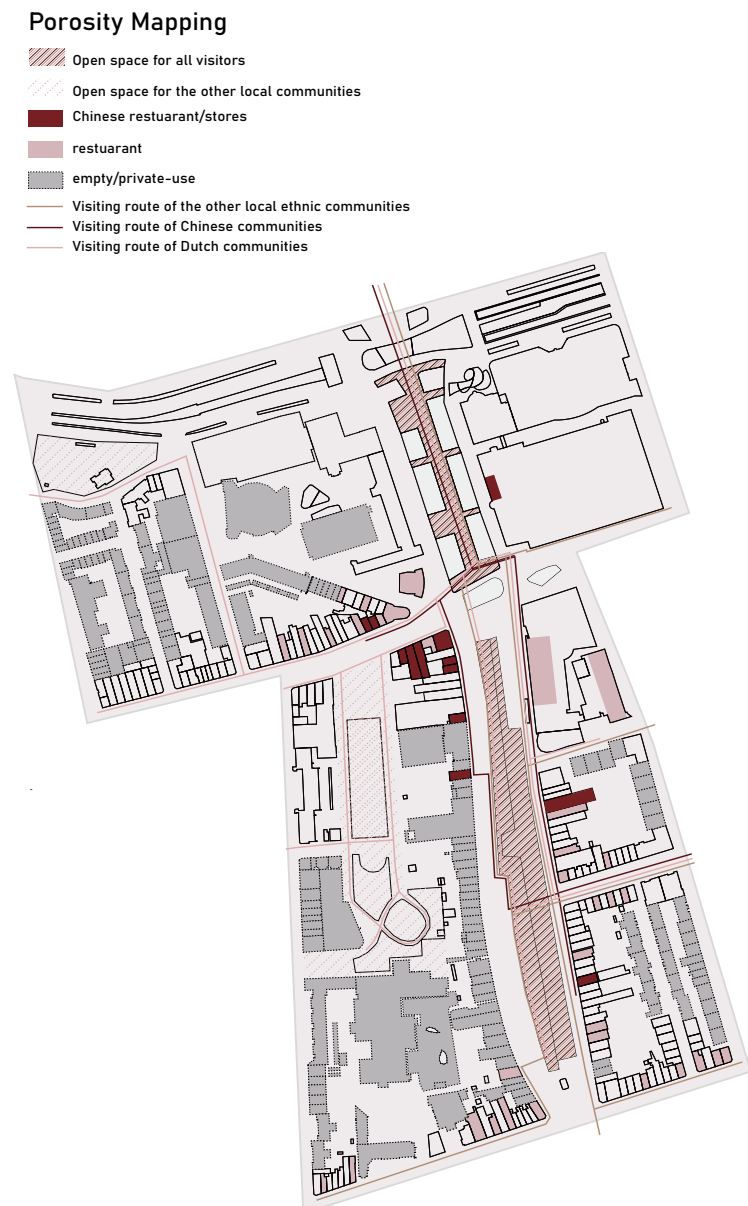 Porosity Mapping
Open space for all visitors
Open space for the other local communities
Chinese restuarant/stores
restuarant
empty/private-use
Visiting route of the other local ethnic communities
Visiting route of Chinese communities
Visiting route of Dutch communities